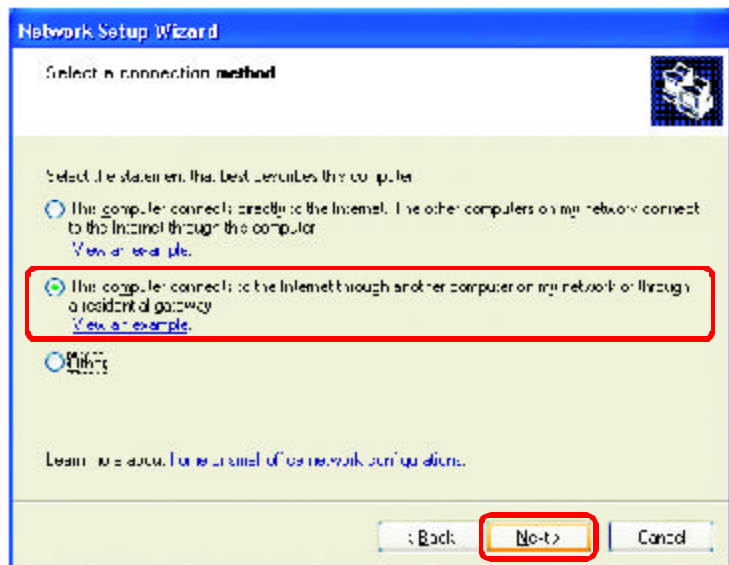 Network Setup Wizard
Select a connection method
Select the statement that best describes this computer
This computer connects directly to the Internet. The other computers on my network connect
to the Internet through this computer
View an example.
This computer connects to the Internet through another computer on my network or through
a residential gateway
View an example.
Other
Learn more about home or small office network configurations.
< Back
Next >
Cancel